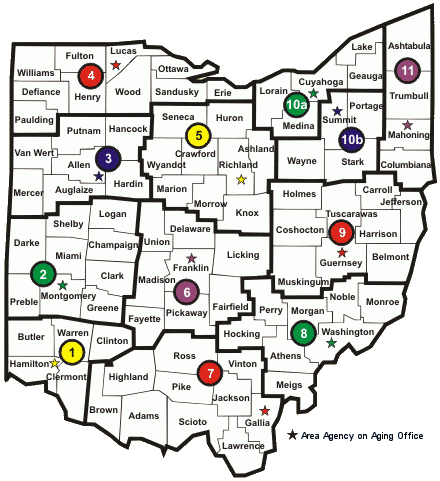 Fulton
Lucas
Williams
4
Ottawa
Defiance
Henry
Wood
Sandusky
Erie
Paulding
Lake
Ashtabula
Cuyahoga
Geauga
11
Lorain
10a
Trumbull
Medina
Summit
Portage
Mahoning
10b
Wayne
Stark
Columbiana
Putnam
Hancock
Seneca
Huron
Van Wert
3
5
Ashland
Allen
Wyandot
Crawford
Richland
Mercer
Auglaize
Hardin
Marion
Morrow
Knox
Holmes
Carroll
Jefferson
Tuscarawas
Coshocton
9
Harrison
Guernsey
Belmont
Muskingum
Logan
Shelby
Darke
Champaign
Miami
2
Clark
Montgomery
Preble
Greene
Union
Delaware
Licking
Franklin
Madison
6
Pickaway
Fairfield
Fayette
Perry
Morgan
Noble
Monroe
Hocking
8
Washington
Athens
Meigs
Butler
Warren
Clinton
1
Hamilton
Clermont
Ross
Vinton
Highland
7
Pike
Jackson
Brown
Adams
Scioto
Gallia
Lawrence
Area Agency on Aging Office